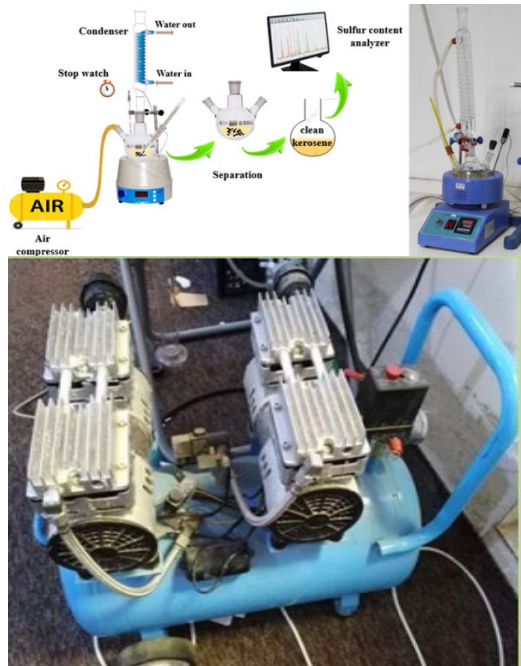 Condenser
Water out
Water in
Stop watch
Sulfur content
analyzer
clean
kerosene
Separation
AIR
Air
compressor